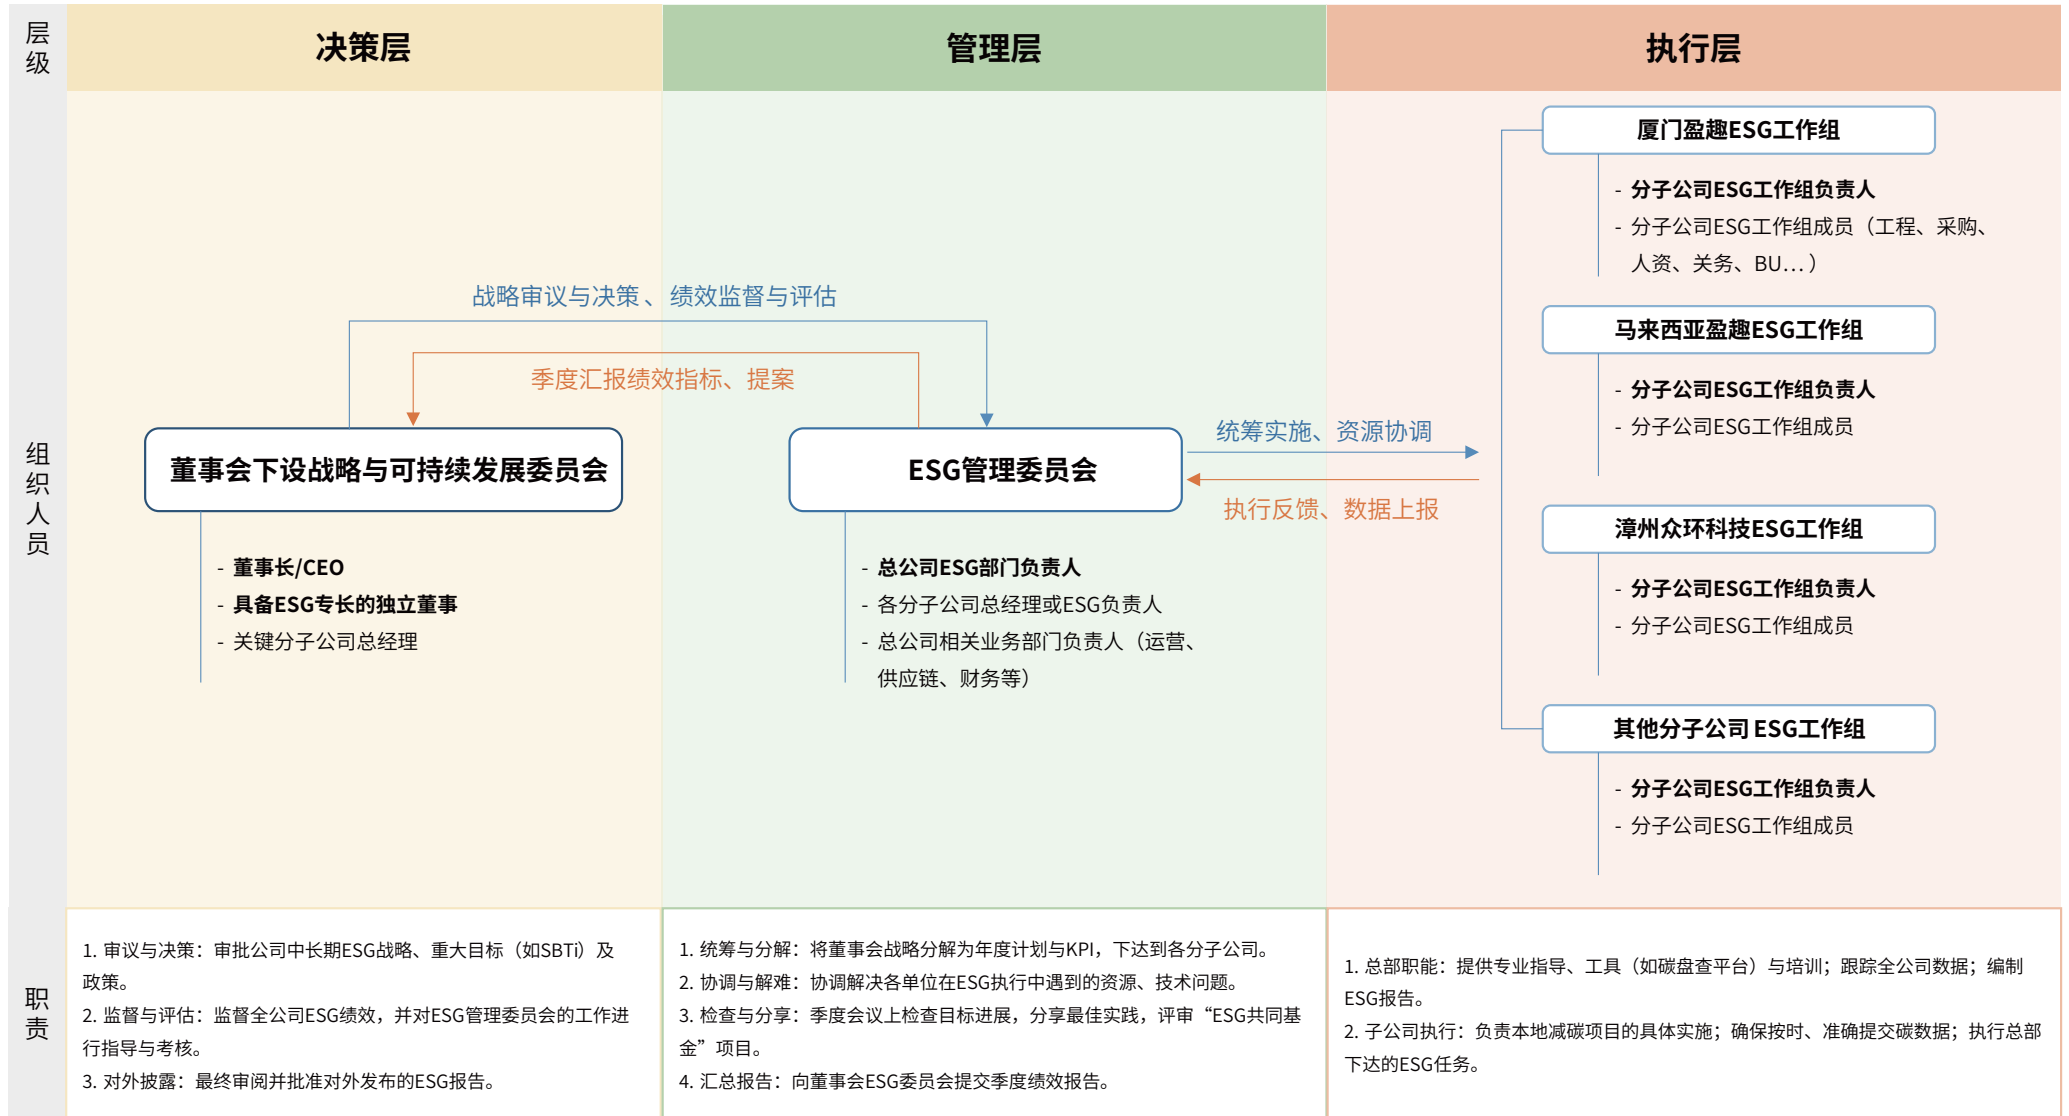 层级
决策层
管理层
执行层
组织人员
战略审议与决策、绩效监督与评估
季度汇报绩效指标、提案
董事会下设战略与可持续发展委员会
- 董事长/CEO
- 具备ESG专长的独立董事
- 关键分子公司总经理
ESG管理委员会
- 总公司ESG部门负责人
- 各分子公司总经理或ESG负责人
- 总公司相关业务部门负责人（运营、
供应链、财务等）
统筹实施、资源协调
执行反馈、数据上报
厦门盈趣ESG工作组
- 分子公司ESG工作组负责人
- 分子公司ESG工作组成员（工程、采购、
人资、关务、BU…）
马来西亚盈趣ESG工作组
- 分子公司ESG工作组负责人
- 分子公司ESG工作组成员
漳州众环科技ESG工作组
- 分子公司ESG工作组负责人
- 分子公司ESG工作组成员
其他分子公司 ESG工作组
- 分子公司ESG工作组负责人
- 分子公司ESG工作组成员
职责
1. 审议与决策：审批公司中长期ESG战略、重大目标（如SBTi）及
政策。
2. 监督与评估：监督全公司ESG绩效，并对ESG管理委员会的工作进
行指导与考核。
3. 对外披露：最终审阅并批准对外发布的ESG报告。
1. 统筹与分解：将董事会战略分解为年度计划与KPI，下达到各分子公司。
2. 协调与解难：协调解决各单位在ESG执行中遇到的资源、技术问题。
3. 检查与分享：季度会议上检查目标进展，分享最佳实践，评审“ESG共同基
金”项目。
4. 汇总报告：向董事会ESG委员会提交季度绩效报告。
1. 总部职能：提供专业指导、工具（如碳盘查平台）与培训；跟踪全公司数据；编制
ESG报告。
2. 子公司执行：负责本地减碳项目的具体实施；确保按时、准确提交碳数据；执行总部
下达的ESG任务。